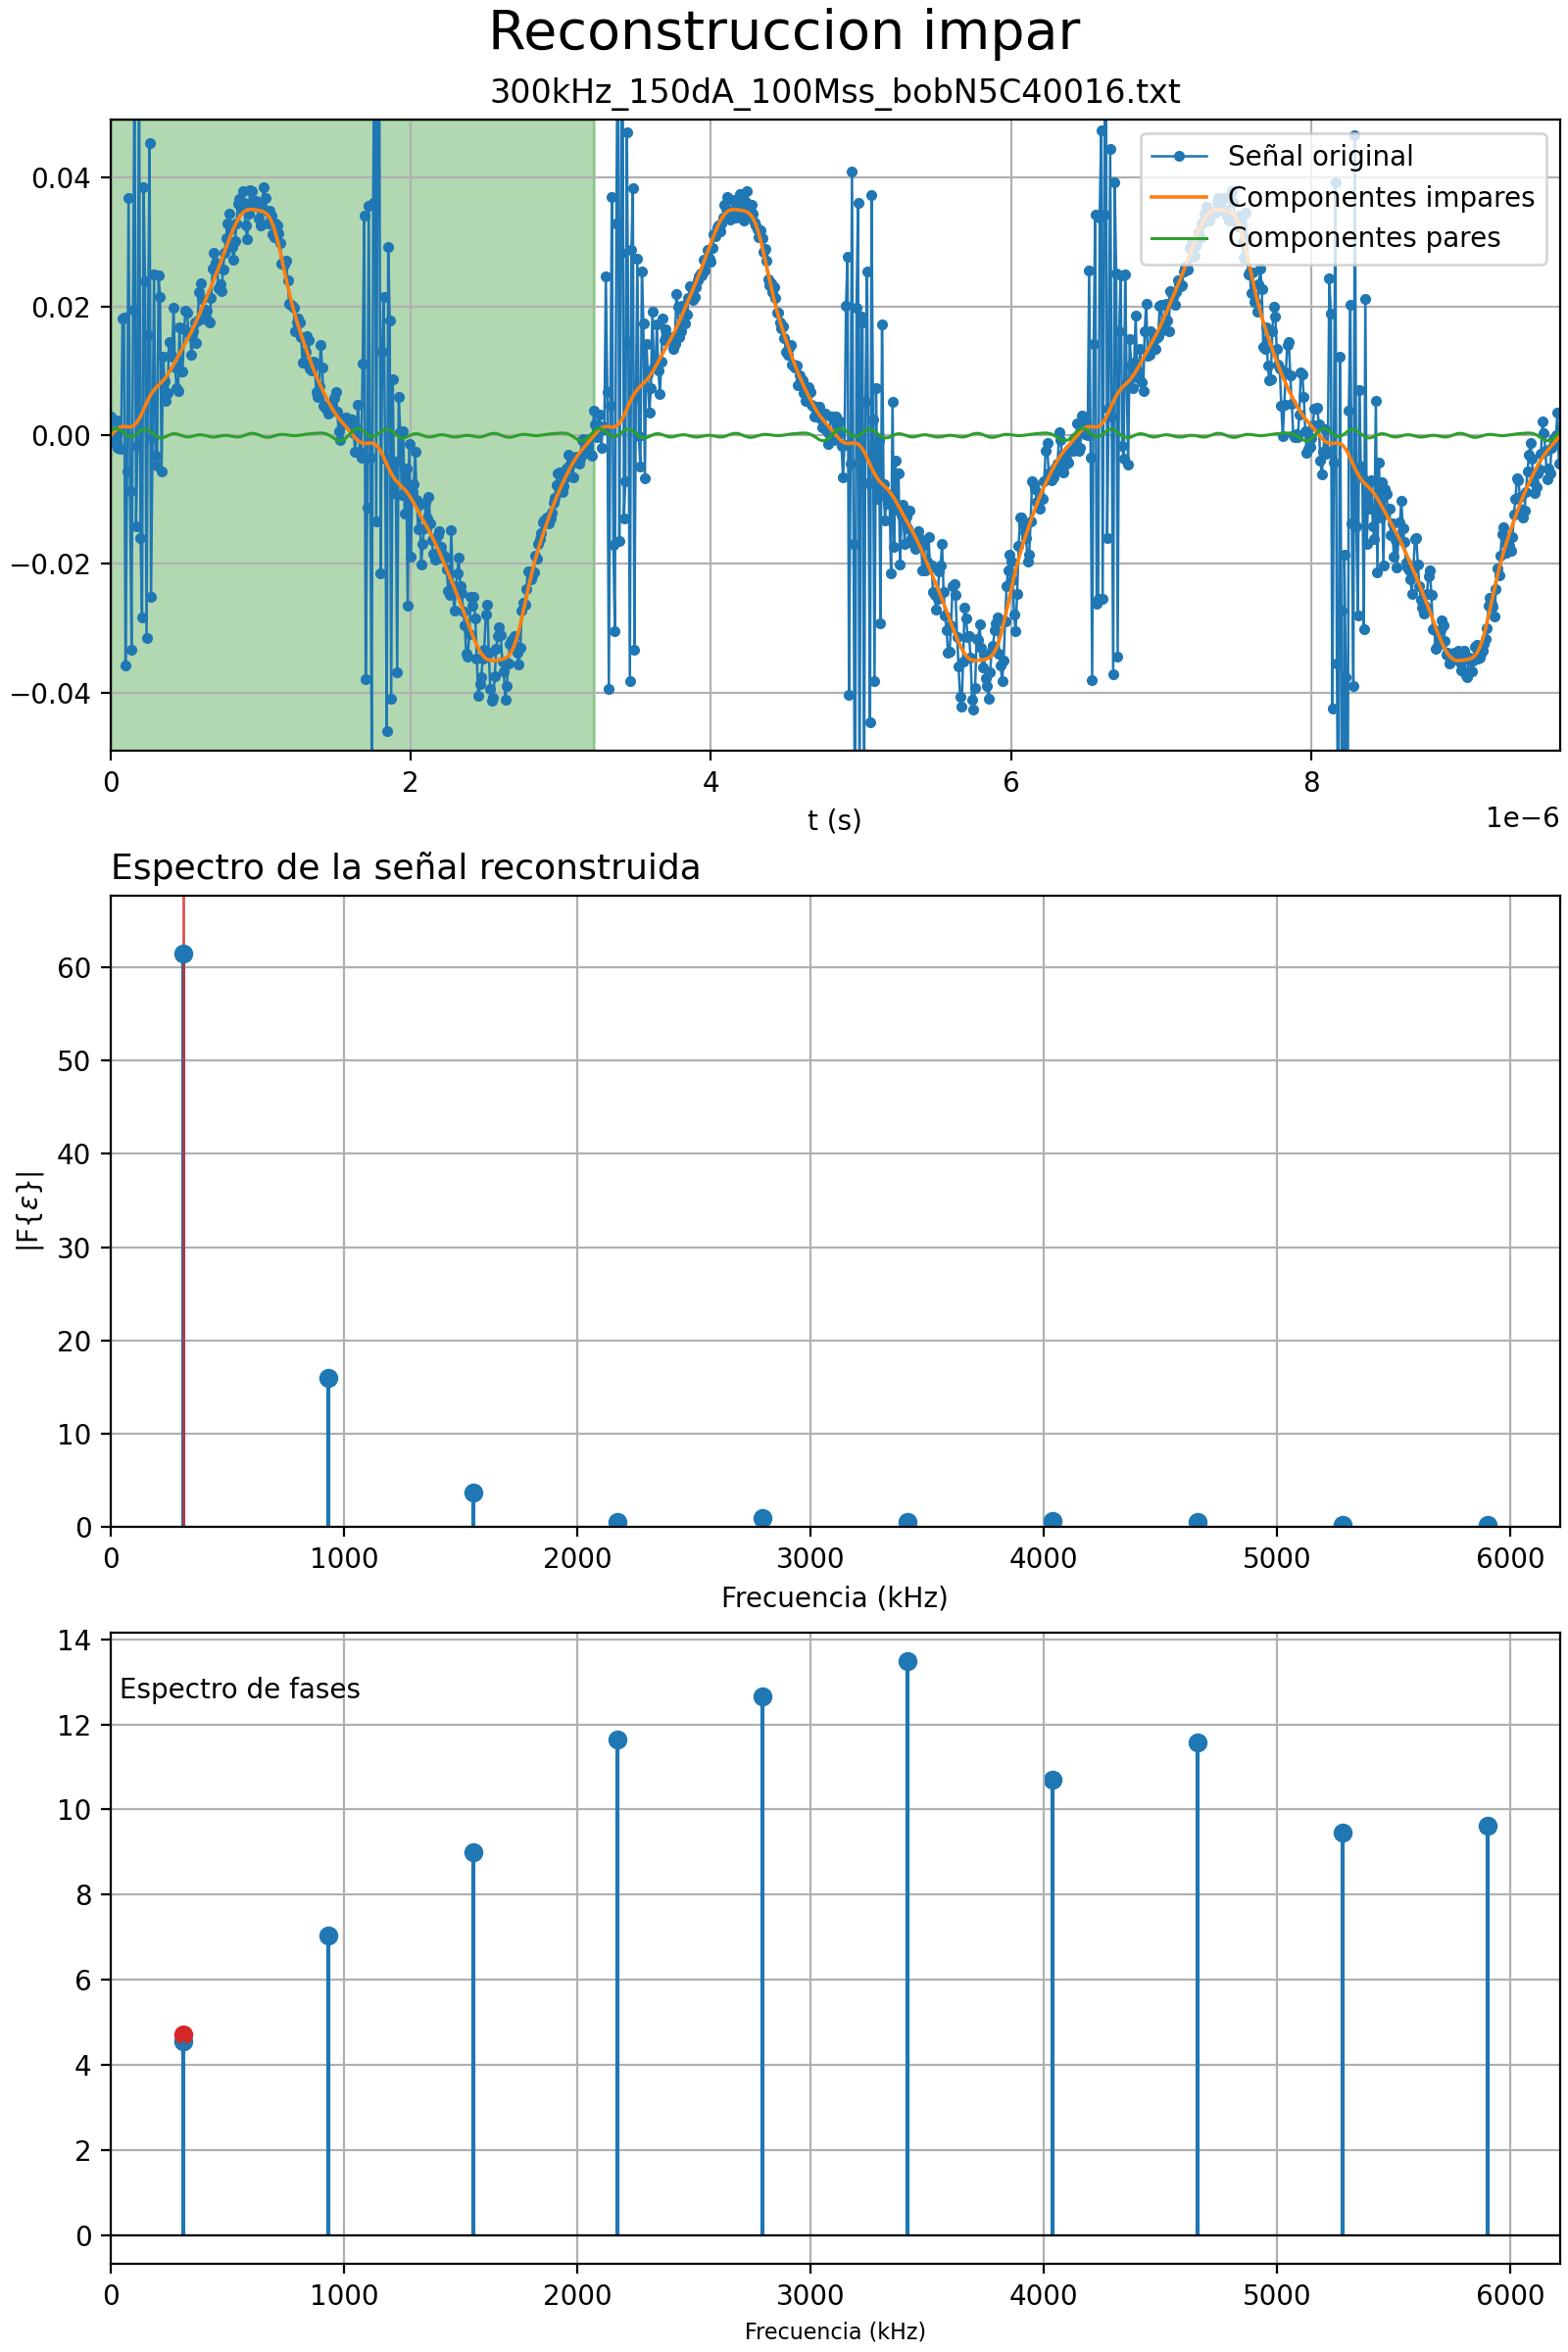 Reconstruccion impar
300kHz_150dA_100Mss_bobN5C40016.txt
Señal original
Componentes impares
Componentes pares
0.04
0.02
0.00
−0.02
−0.04
0 2 4 6 8
t (s)
1e−6
Espectro de la señal reconstruida
60
50
40
30
20
10
0
|F{ε}|
0 1000 2000 3000 4000 5000 6000
Frecuencia (kHz)
14
Espectro de fases
12
10
8
6
4
2
0
0 1000 2000 3000 4000 5000 6000
Frecuencia (kHz)